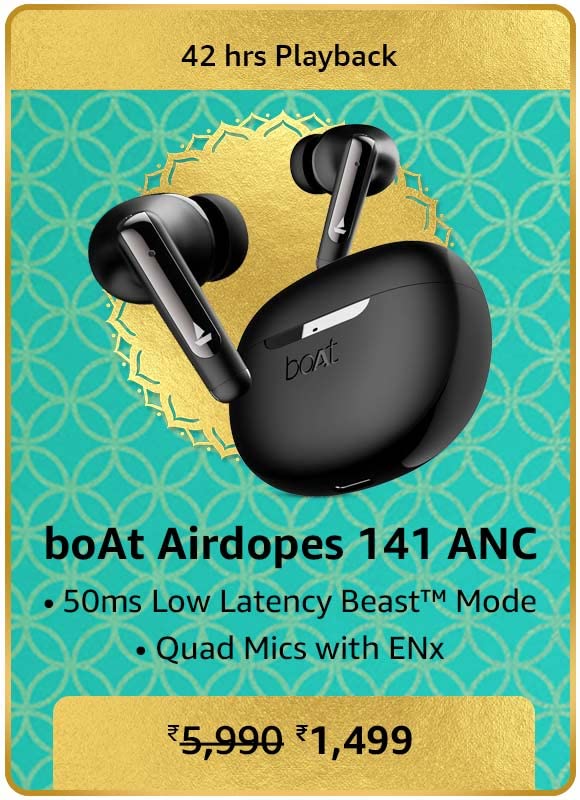 42 hrs Playback
boAt
boAt Airdopes 141 ANC
• 50ms Low Latency Beast™ Mode
• Quad Mics with ENx
₹5,990 ₹1,499